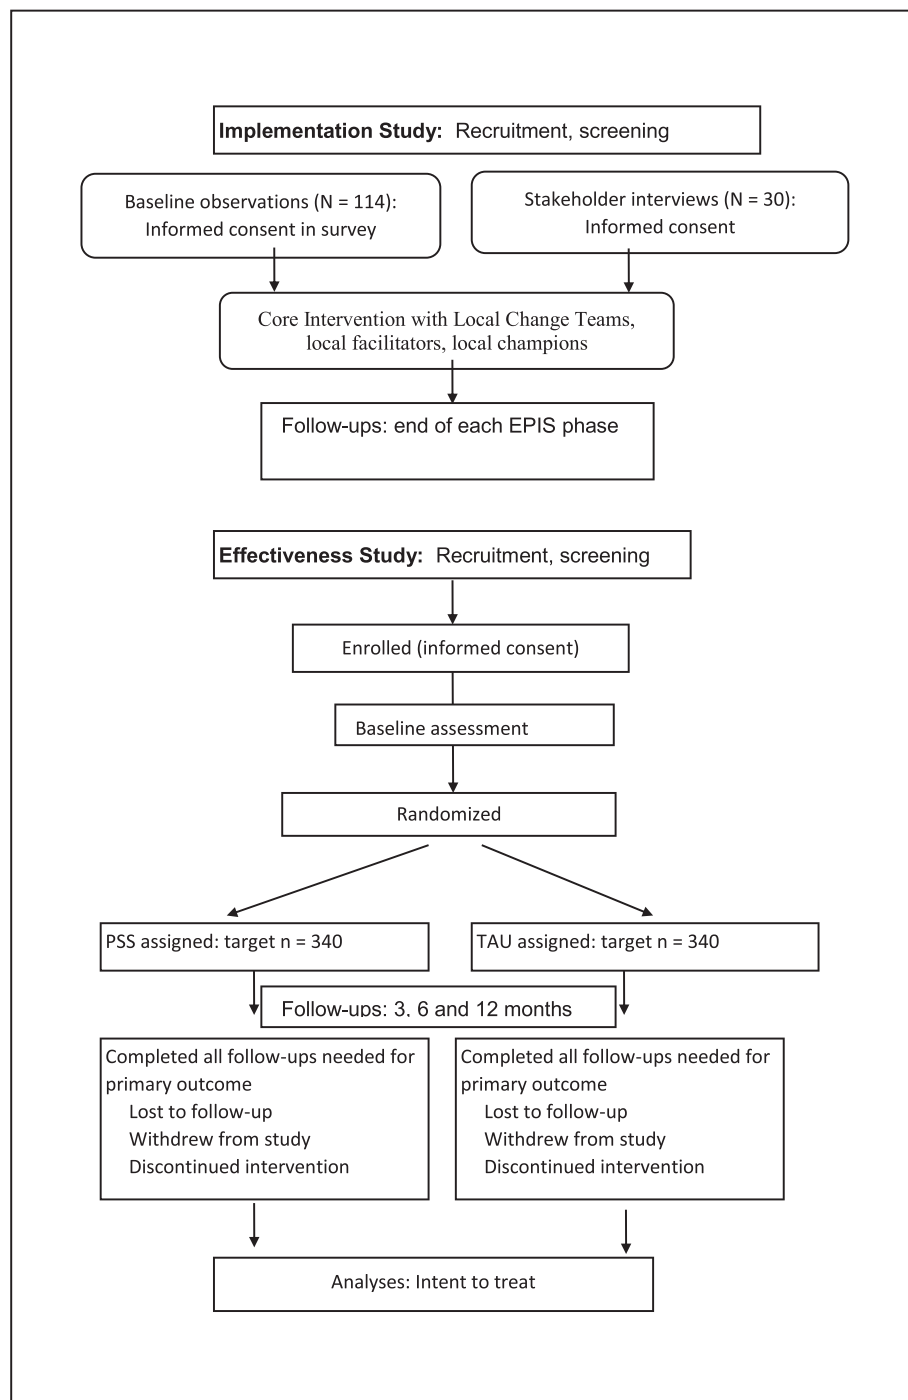 Implementation Study: Recruitment, screening
Baseline observations (N = 114):
Informed consent in survey
Stakeholder interviews (N = 30):
Informed consent
Core Intervention with Local Change Teams,
local facilitators, local champions
Follow-ups: end of each EPIS phase
Effectiveness Study: Recruitment, screening
Enrolled (informed consent)
Baseline assessment
Randomized
PSS assigned: target n = 340
TAU assigned: target n = 340
Follow-ups: 3, 6 and 12 months
Completed all follow-ups needed for
primary outcome
Lost to follow-up
Withdrew from study
Discontinued intervention
Completed all follow-ups needed for
primary outcome
Lost to follow-up
Withdrew from study
Discontinued intervention
Analyses: Intent to treat